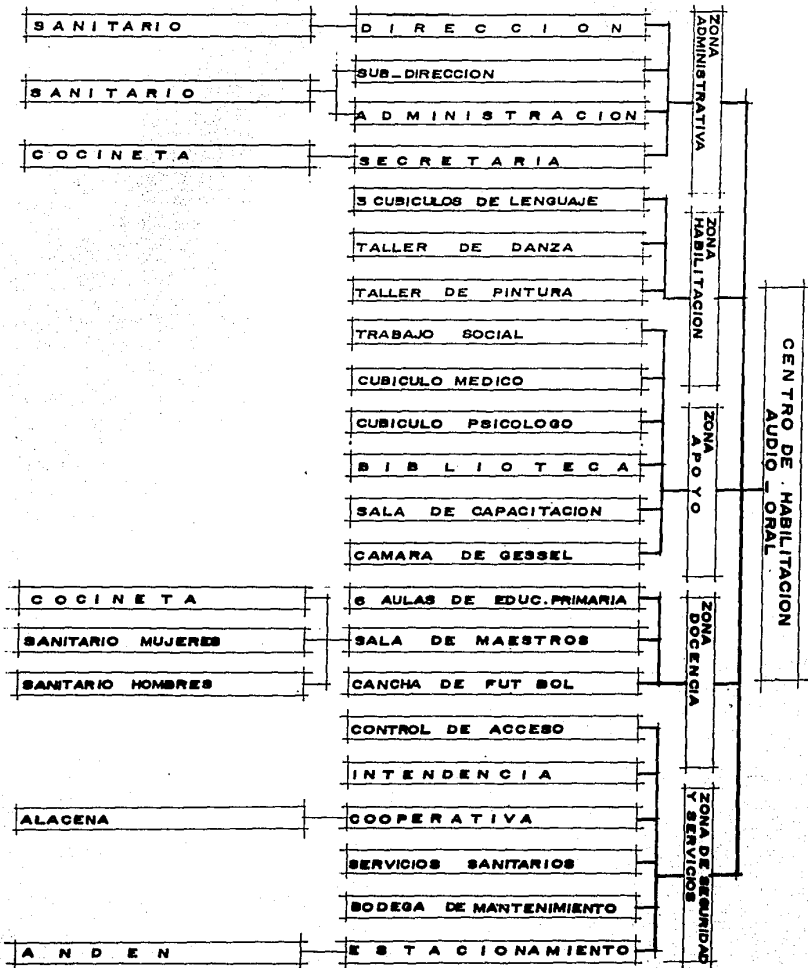 SANITARIO
DIRECCION
SUB_DIRECCION
SANITARIO
ADMINISTRACION
COCINETA
SECRETARIA
ZONA
ADMINISTRATIVA
3 CUBICULOS DE LENGUAJE
TALLER DE DANZA
TALLER DE PINTURA
ZONA
HABILITACION
TRABAJO SOCIAL
CUBICULO MEDICO
CUBICULO PSICOLOGO
BIBLIOTECA
SALA DE CAPACITACION
CAMARA DE GESSEL
ZONA
APOYO
CENTRO DE HABILITACION
AUDIO _ ORAL
COCINETA
6 AULAS DE EDUC.PRIMARIA
SANITARIO MUJERES
SALA DE MAESTROS
SANITARIO HOMBRES
CANCHA DE FUT BOL
ZONA
DOCENCIA
CONTROL DE ACCESO
INTENDENCIA
ALACENA
COOPERATIVA
SERVICIOS SANITARIOS
BODEGA DE MANTENIMIENTO
ANDEN
ESTACIONAMIENTO
ZONA DE SEGURIDAD
Y SERVICIOS